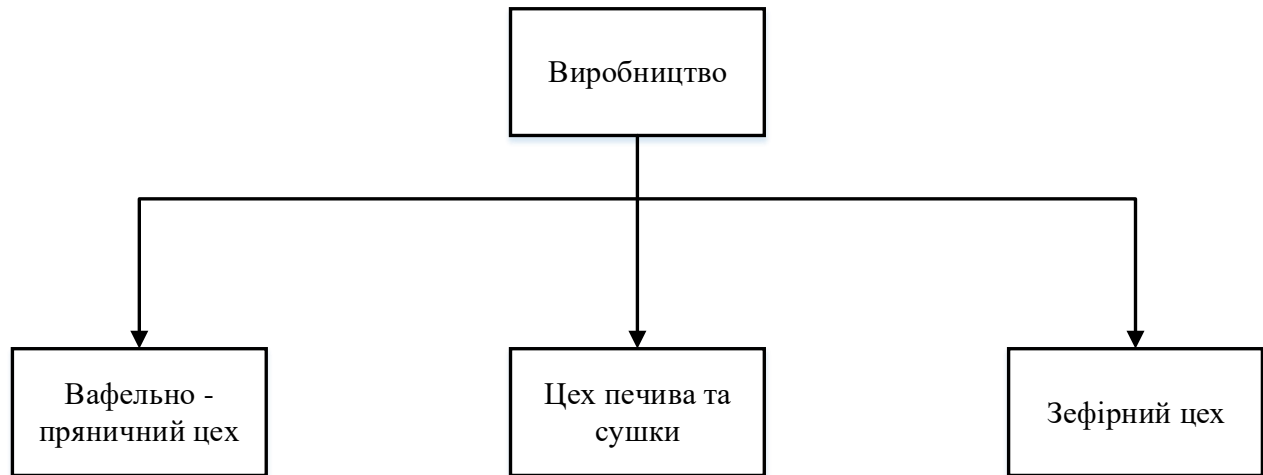 Виробництво
Вафельно -
пряничний цех
Цех печива та
сушки
Зефірний цех